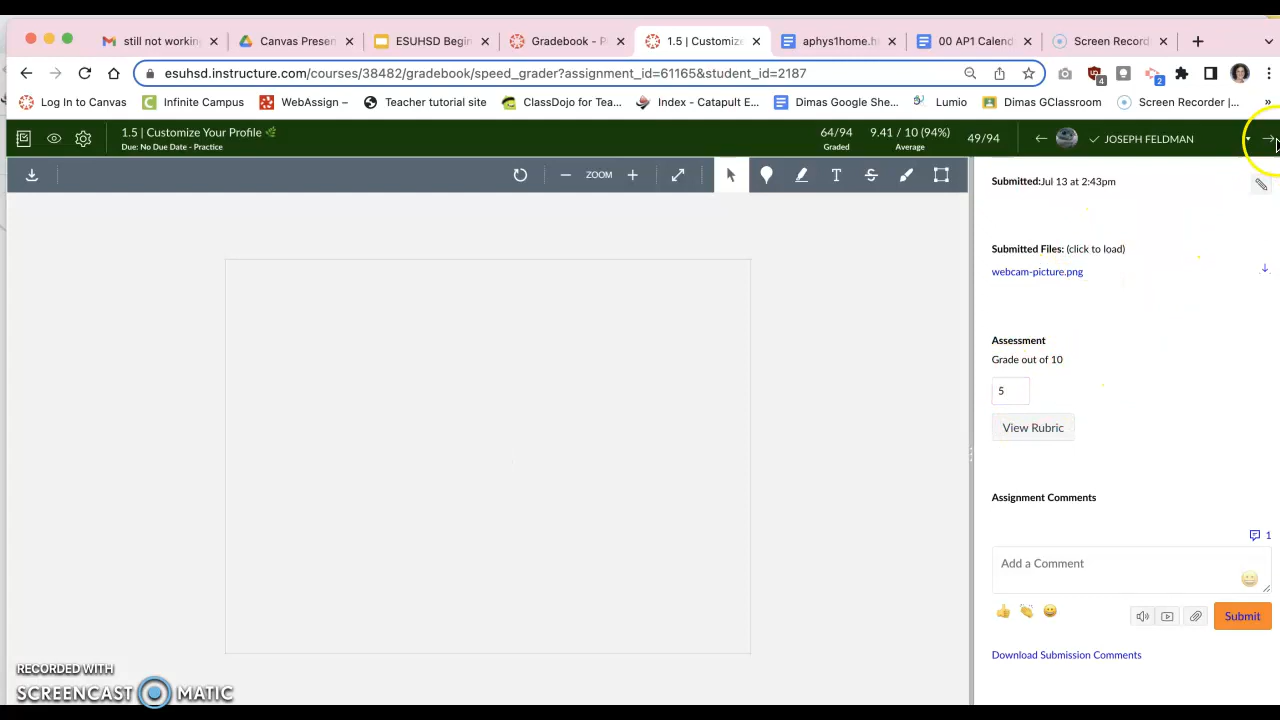 still not workin
Canvas Presen
ESUHSD Begin
Gradebook - P
1.5 | Customize
aphys1home.h
00 AP1 Calend
Screen Record
esuhsd.instructure.com/courses/38482/gradebook/speed_grader?assignment_id=61165&student_id=2187
4
2
Log In to Canvas
Infinite Campus
WebAssign –
Teacher tutorial site
ClassDojo for Tea...
Index - Catapult E...
Dimas Google She...
Lumio
Dimas GClassroom
Screen Recorder |...
»
1.5 | Customize Your Profile
Due: No Due Date - Practice
64/94
Graded
9.41 / 10 (94%)
Average
49/94
JOSEPH FELDMAN
ZOOM
T
Submitted:Jul 13 at 2:43pm
Submitted Files: (click to load)
webcam-picture.png
Assessment
Grade out of 10
5
View Rubric
Assignment Comments
1
Add a Comment
Submit
Download Submission Comments
RECORDED WITH
SCREENCAST MATIC